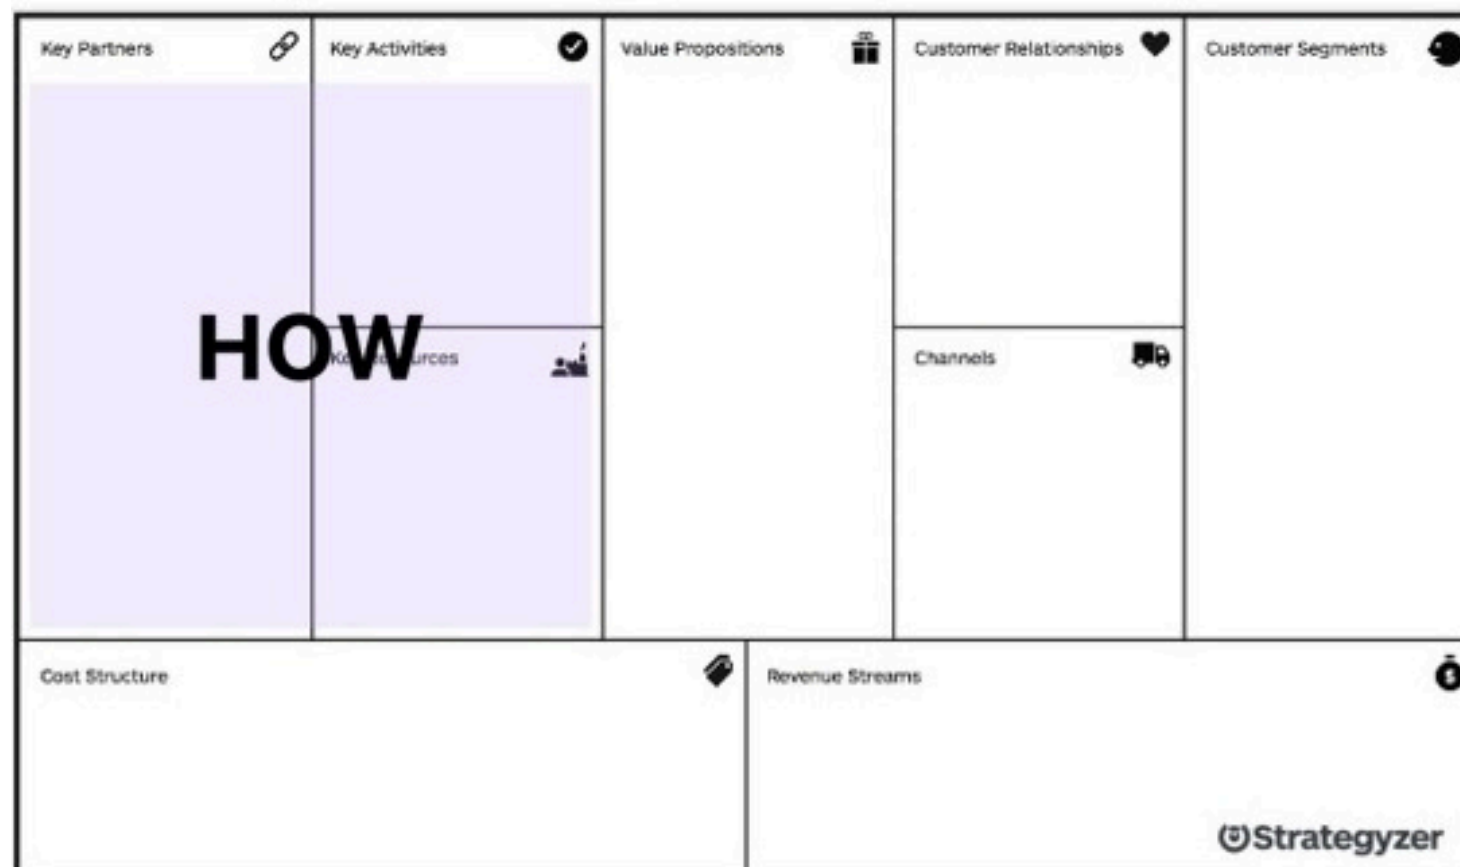 Key Partners
Key Activities
Value Propositions
Customer Relationships
Customer Segments
HOW
Channels
Cost Structure
Revenue Streams
Strategyzer